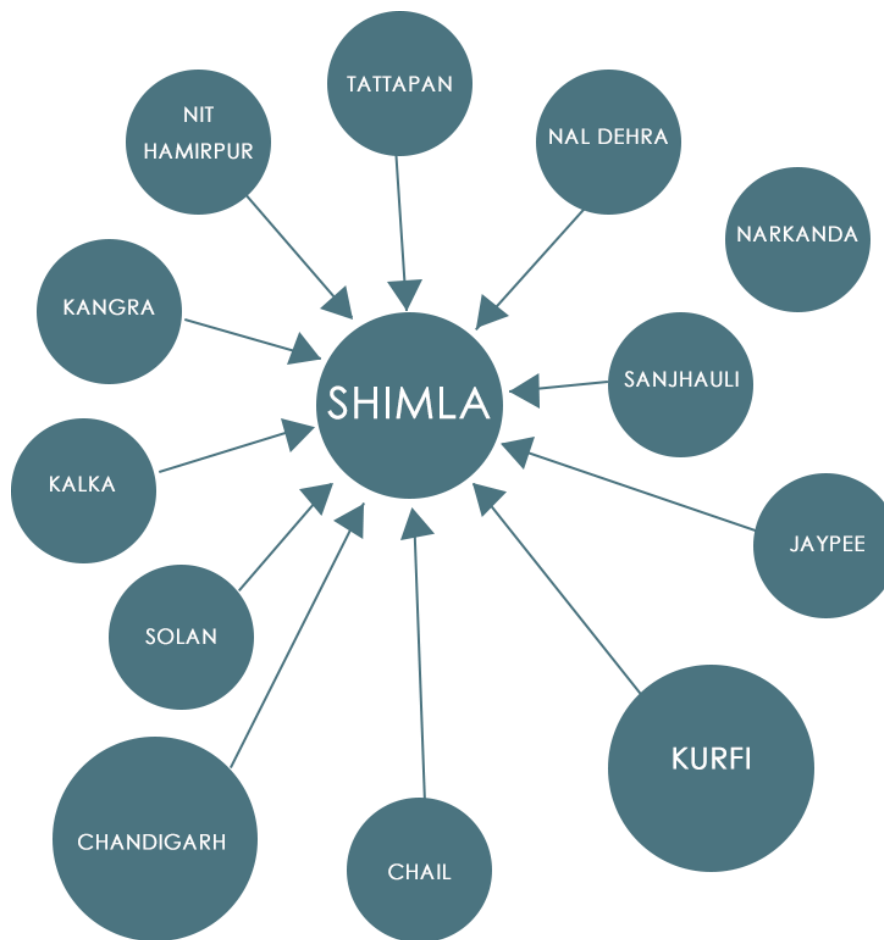 TATTAPAN
NIT
HAMIRPUR
NAL DEHRA
NARKANDA
KANGRA
SANJHAULI
SHIMLA
KALKA
JAYPEE
SOLAN
KURFI
CHANDIGARH
CHAIL